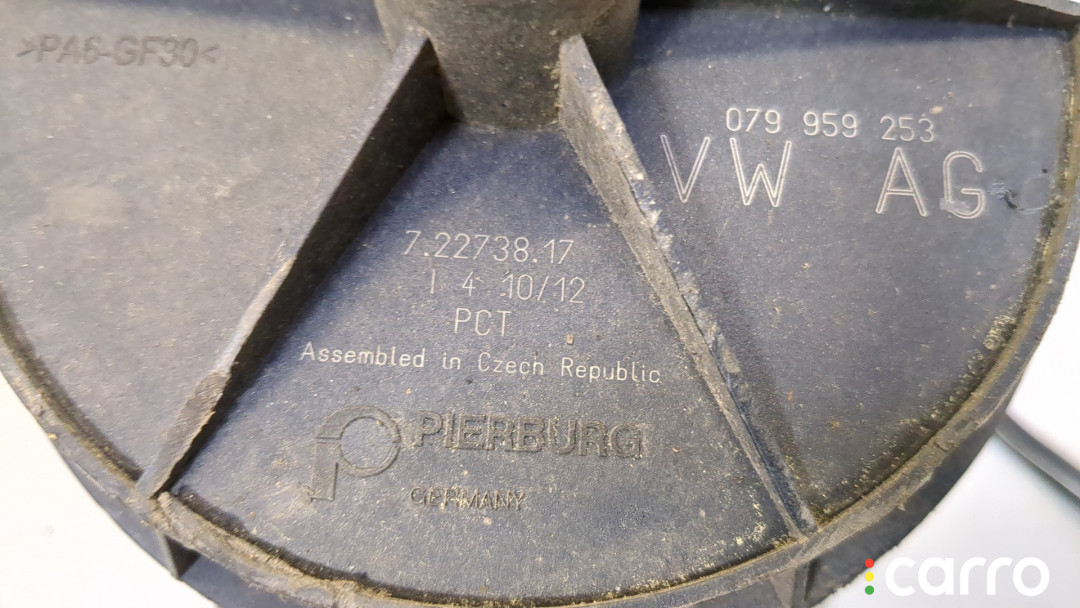 >PA6-GF30<
079 959 253
VW AG
7.22738.17
I 4 10/12
PCT
Assembled in Czech Republic
PIERBURG
GERMANY
carro